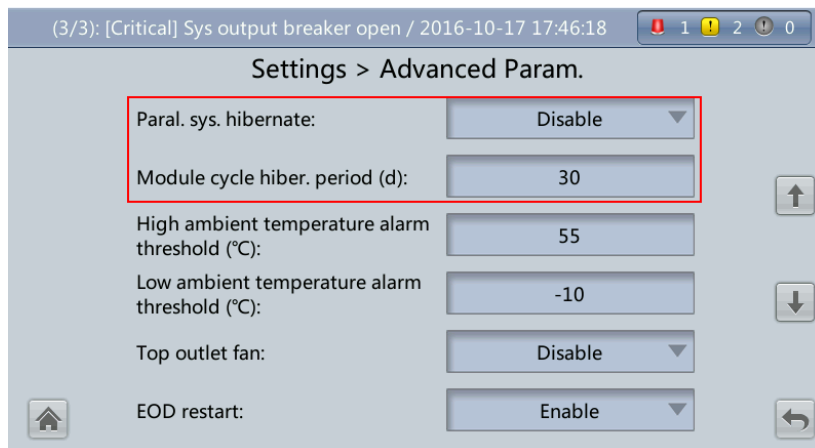 (3/3): [Critical] Sys output breaker open / 2016-10-17 17:46:18 1 2 0
Settings > Advanced Param.
Paral. sys. hibernate: Disable
Module cycle hiber. period (d): 30
High ambient temperature alarm
threshold (℃): 55
Low ambient temperature alarm
threshold (℃): -10
Top outlet fan: Disable
EOD restart: Enable